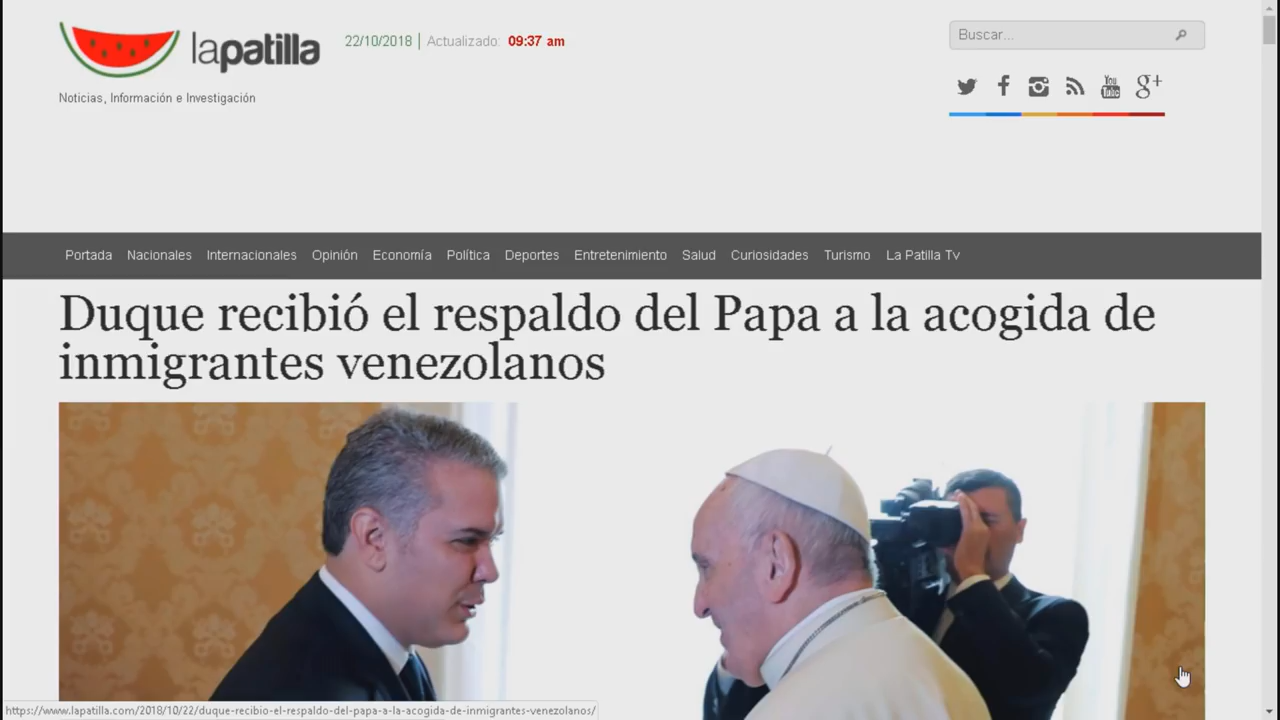 lapatilla
22/10/2018 | Actualizado: 09:37 am
Buscar...
Noticias, Información e Investigación
You
Tube
g+
Portada Nacionales Internacionales Opinión Economía Política Deportes Entretenimiento Salud Curiosidades Turismo La Patilla Tv
Duque recibió el respaldo del Papa a la acogida de
inmigrantes venezolanos
https://www.lapatilla.com/2018/10/22/duque-recibio-el-respaldo-del-papa-a-la-acogida-de-inmigrantes-venezolanos/